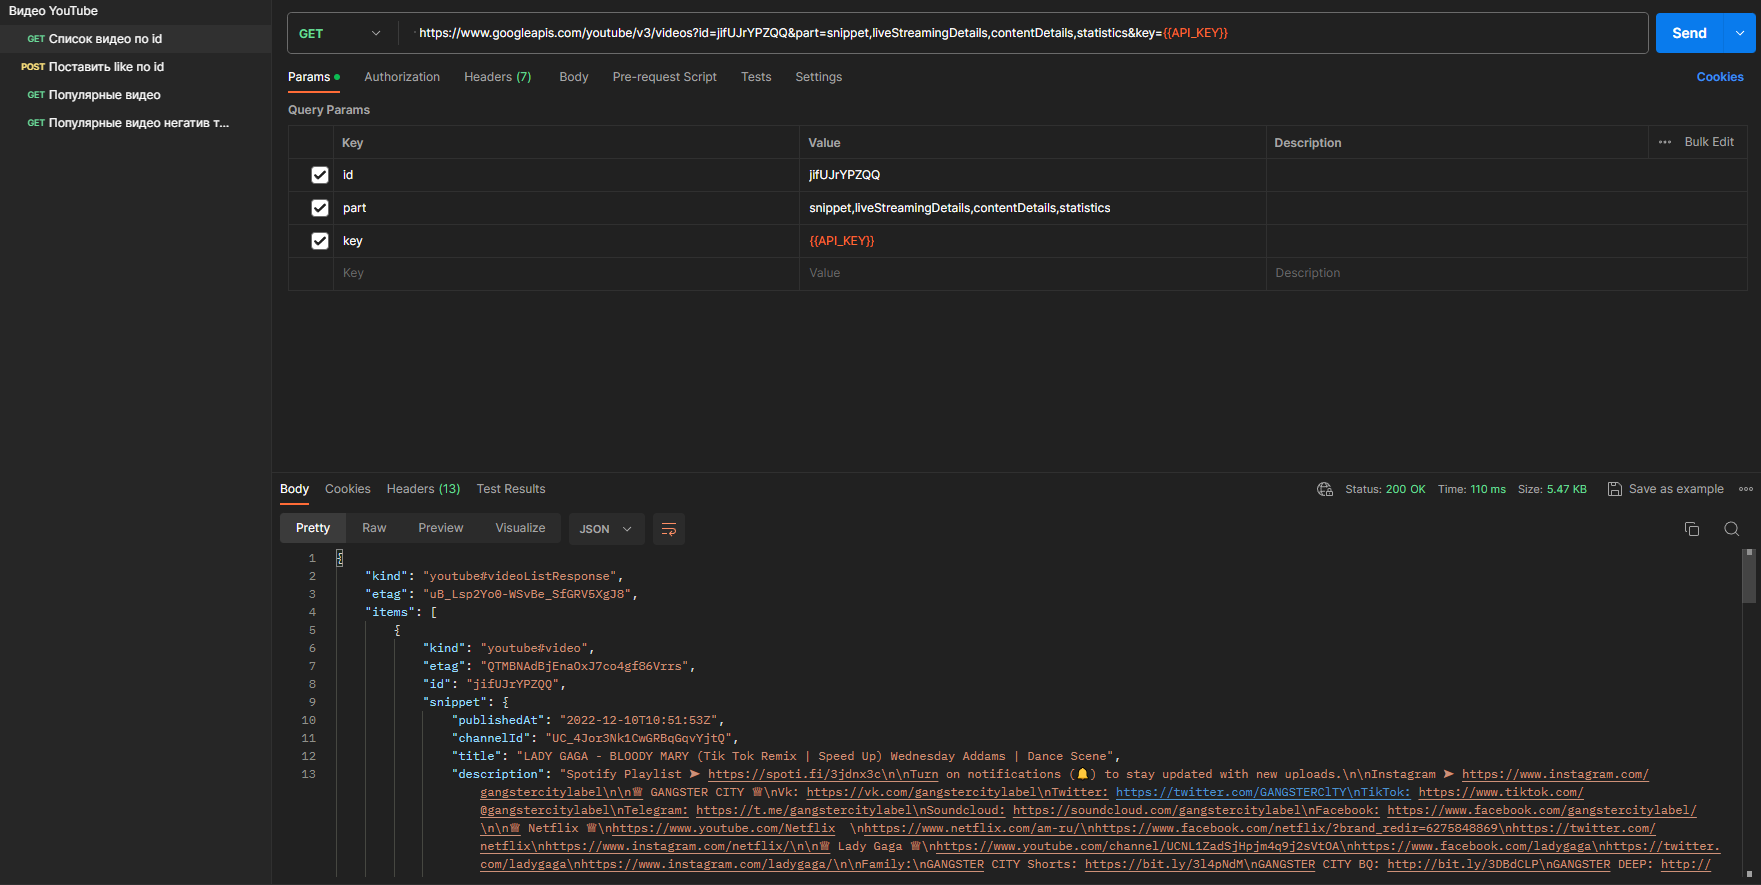 Видео YouTube
GET Список видео по id
POST Поставить like по id
GET Популярные видео
GET Популярные видео негатив т...
GET https://www.googleapis.com/youtube/v3/videos?id=jifUJrYPZQQ&part=snippet,liveStreamingDetails,contentDetails,statistics&key={{API_KEY}} Send
Params Authorization Headers (7) Body Pre-request Script Tests Settings Cookies
Query Params
Key Value Description ••• Bulk Edit
id jifUJrYPZQQ
part snippet,liveStreamingDetails,contentDetails,statistics
key {{API_KEY}}
Key Value Description
Body Cookies Headers (13) Test Results Status: 200 OK Time: 110 ms Size: 5.47 KB Save as example
Pretty Raw Preview Visualize JSON
1 {
2 "kind": "youtube#videoListResponse",
3 "etag": "uB_Lsp2Yo0-WSvBe_SfGRV5XgJ8",
4 "items": [
5 {
6 "kind": "youtube#video",
7 "etag": "QTMBNAdBjEnaOxJ7co4gf86Vrrs",
8 "id": "jifUJrYPZQQ",
9 "snippet": {
10 "publishedAt": "2022-12-10T10:51:53Z",
11 "channelId": "UC_4Jor3Nk1CwGRBqGqvYjtQ",
12 "title": "LADY GAGA - BLOODY MARY (Tik Tok Remix | Speed Up) Wednesday Addams | Dance Scene",
13 "description": "Spotify Playlist ➤ https://spoti.fi/3jdnx3c\n\nTurn on notifications (🔔) to stay updated with new uploads.\n\nInstagram ➤ https://www.instagram.com/
gangstercitylabel\n\n♕ GANGSTER CITY ♕\nVk: https://vk.com/gangstercitylabel\nTwitter: https://twitter.com/GANGSTERClTY\nTikTok: https://www.tiktok.com/
@gangstercitylabel\nTelegram: https://t.me/gangstercitylabel\nSoundcloud: https://soundcloud.com/gangstercitylabel\nFacebook: https://www.facebook.com/gangstercitylabel/
\n\n♕ Netflix ♕\nhttps://www.youtube.com/Netflix  \nhttps://www.netflix.com/am-ru/\nhttps://www.facebook.com/netflix/?brand_redir=6275848869\nhttps://twitter.com/
netflix\nhttps://www.instagram.com/netflix/\n\n♕ Lady Gaga ♕\nhttps://www.youtube.com/channel/UCNL1ZadSjHpjm4q9j2sVtOA\nhttps://www.facebook.com/ladygaga\nhttps://twitter.
com/ladygaga\nhttps://www.instagram.com/ladygaga/\n\nFamily:\nGANGSTER CITY Shorts: https://bit.ly/3l4pNdM\nGANGSTER CITY BQ: http://bit.ly/3DBdCLP\nGANGSTER DEEP: http://